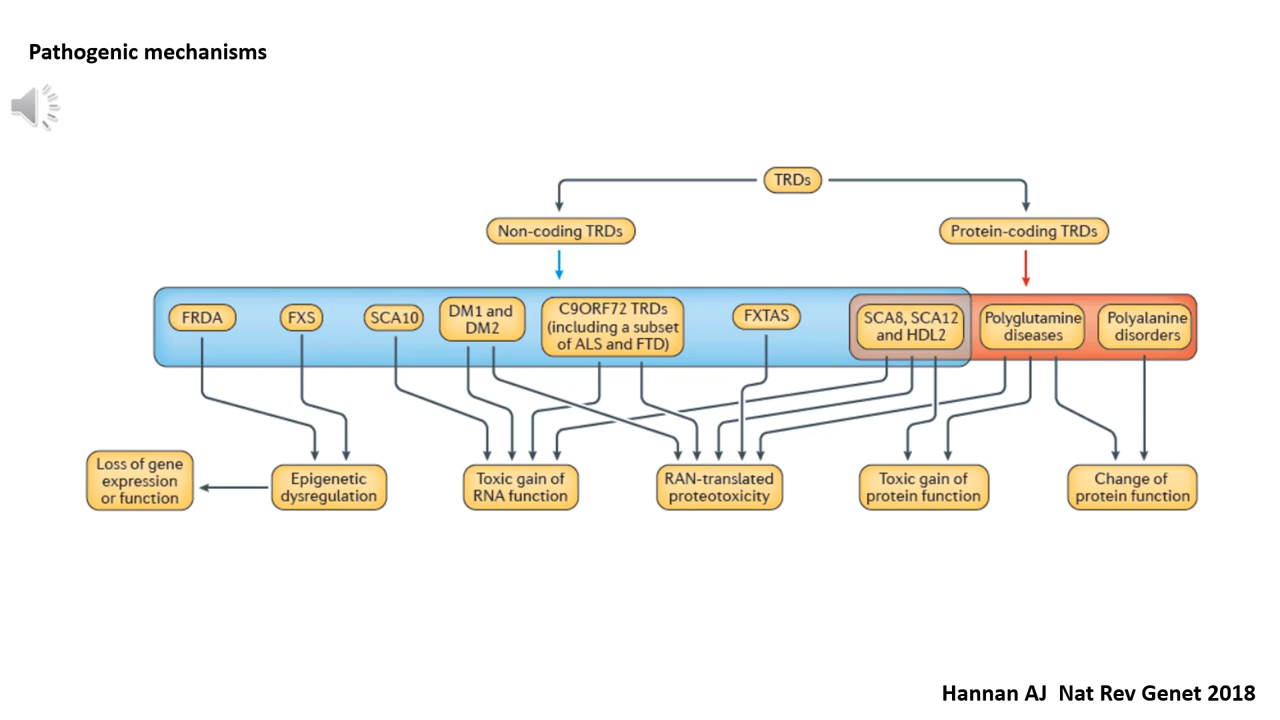 Pathogenic mechanisms
TRDs
Non-coding TRDs
Protein-coding TRDs
FRDA
FXS
SCA10
DM1 and
DM2
C9ORF72 TRDs
(including a subset
of ALS and FTD)
FXTAS
SCA8, SCA12
and HDL2
Polyglutamine
diseases
Polyalanine
disorders
Loss of gene
expression
or function
Epigenetic
dysregulation
Toxic gain of
RNA function
RAN-translated
proteotoxicity
Toxic gain of
protein function
Change of
protein function
Hannan AJ  Nat Rev Genet 2018